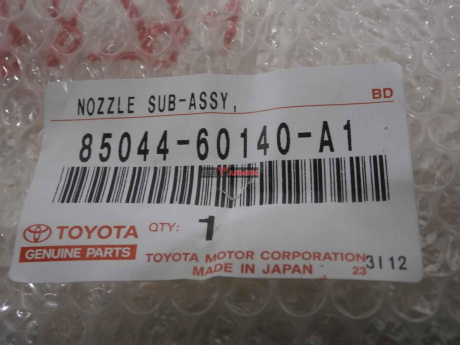 NOZZLE SUB-ASSY,
BD
85044-60140-A1
TOYOTA
GENUINE PARTS
QTY: 1
TOYOTA MOTOR CORPORATION
MADE IN JAPAN
23
3112